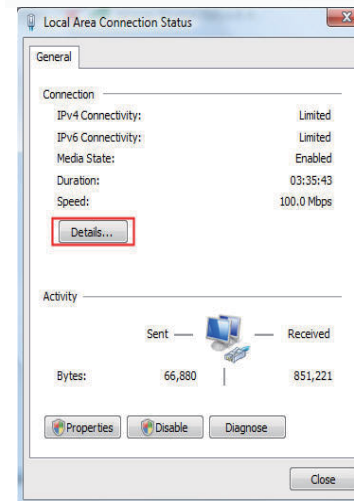 Local Area Connection Status
General
Connection
IPv4 Connectivity: Limited
IPv6 Connectivity: Limited
Media State: Enabled
Duration: 03:35:43
Speed: 100.0 Mbps
Details...
Activity
Sent Received
Bytes: 66,880 851,221
Properties Disable Diagnose
Close